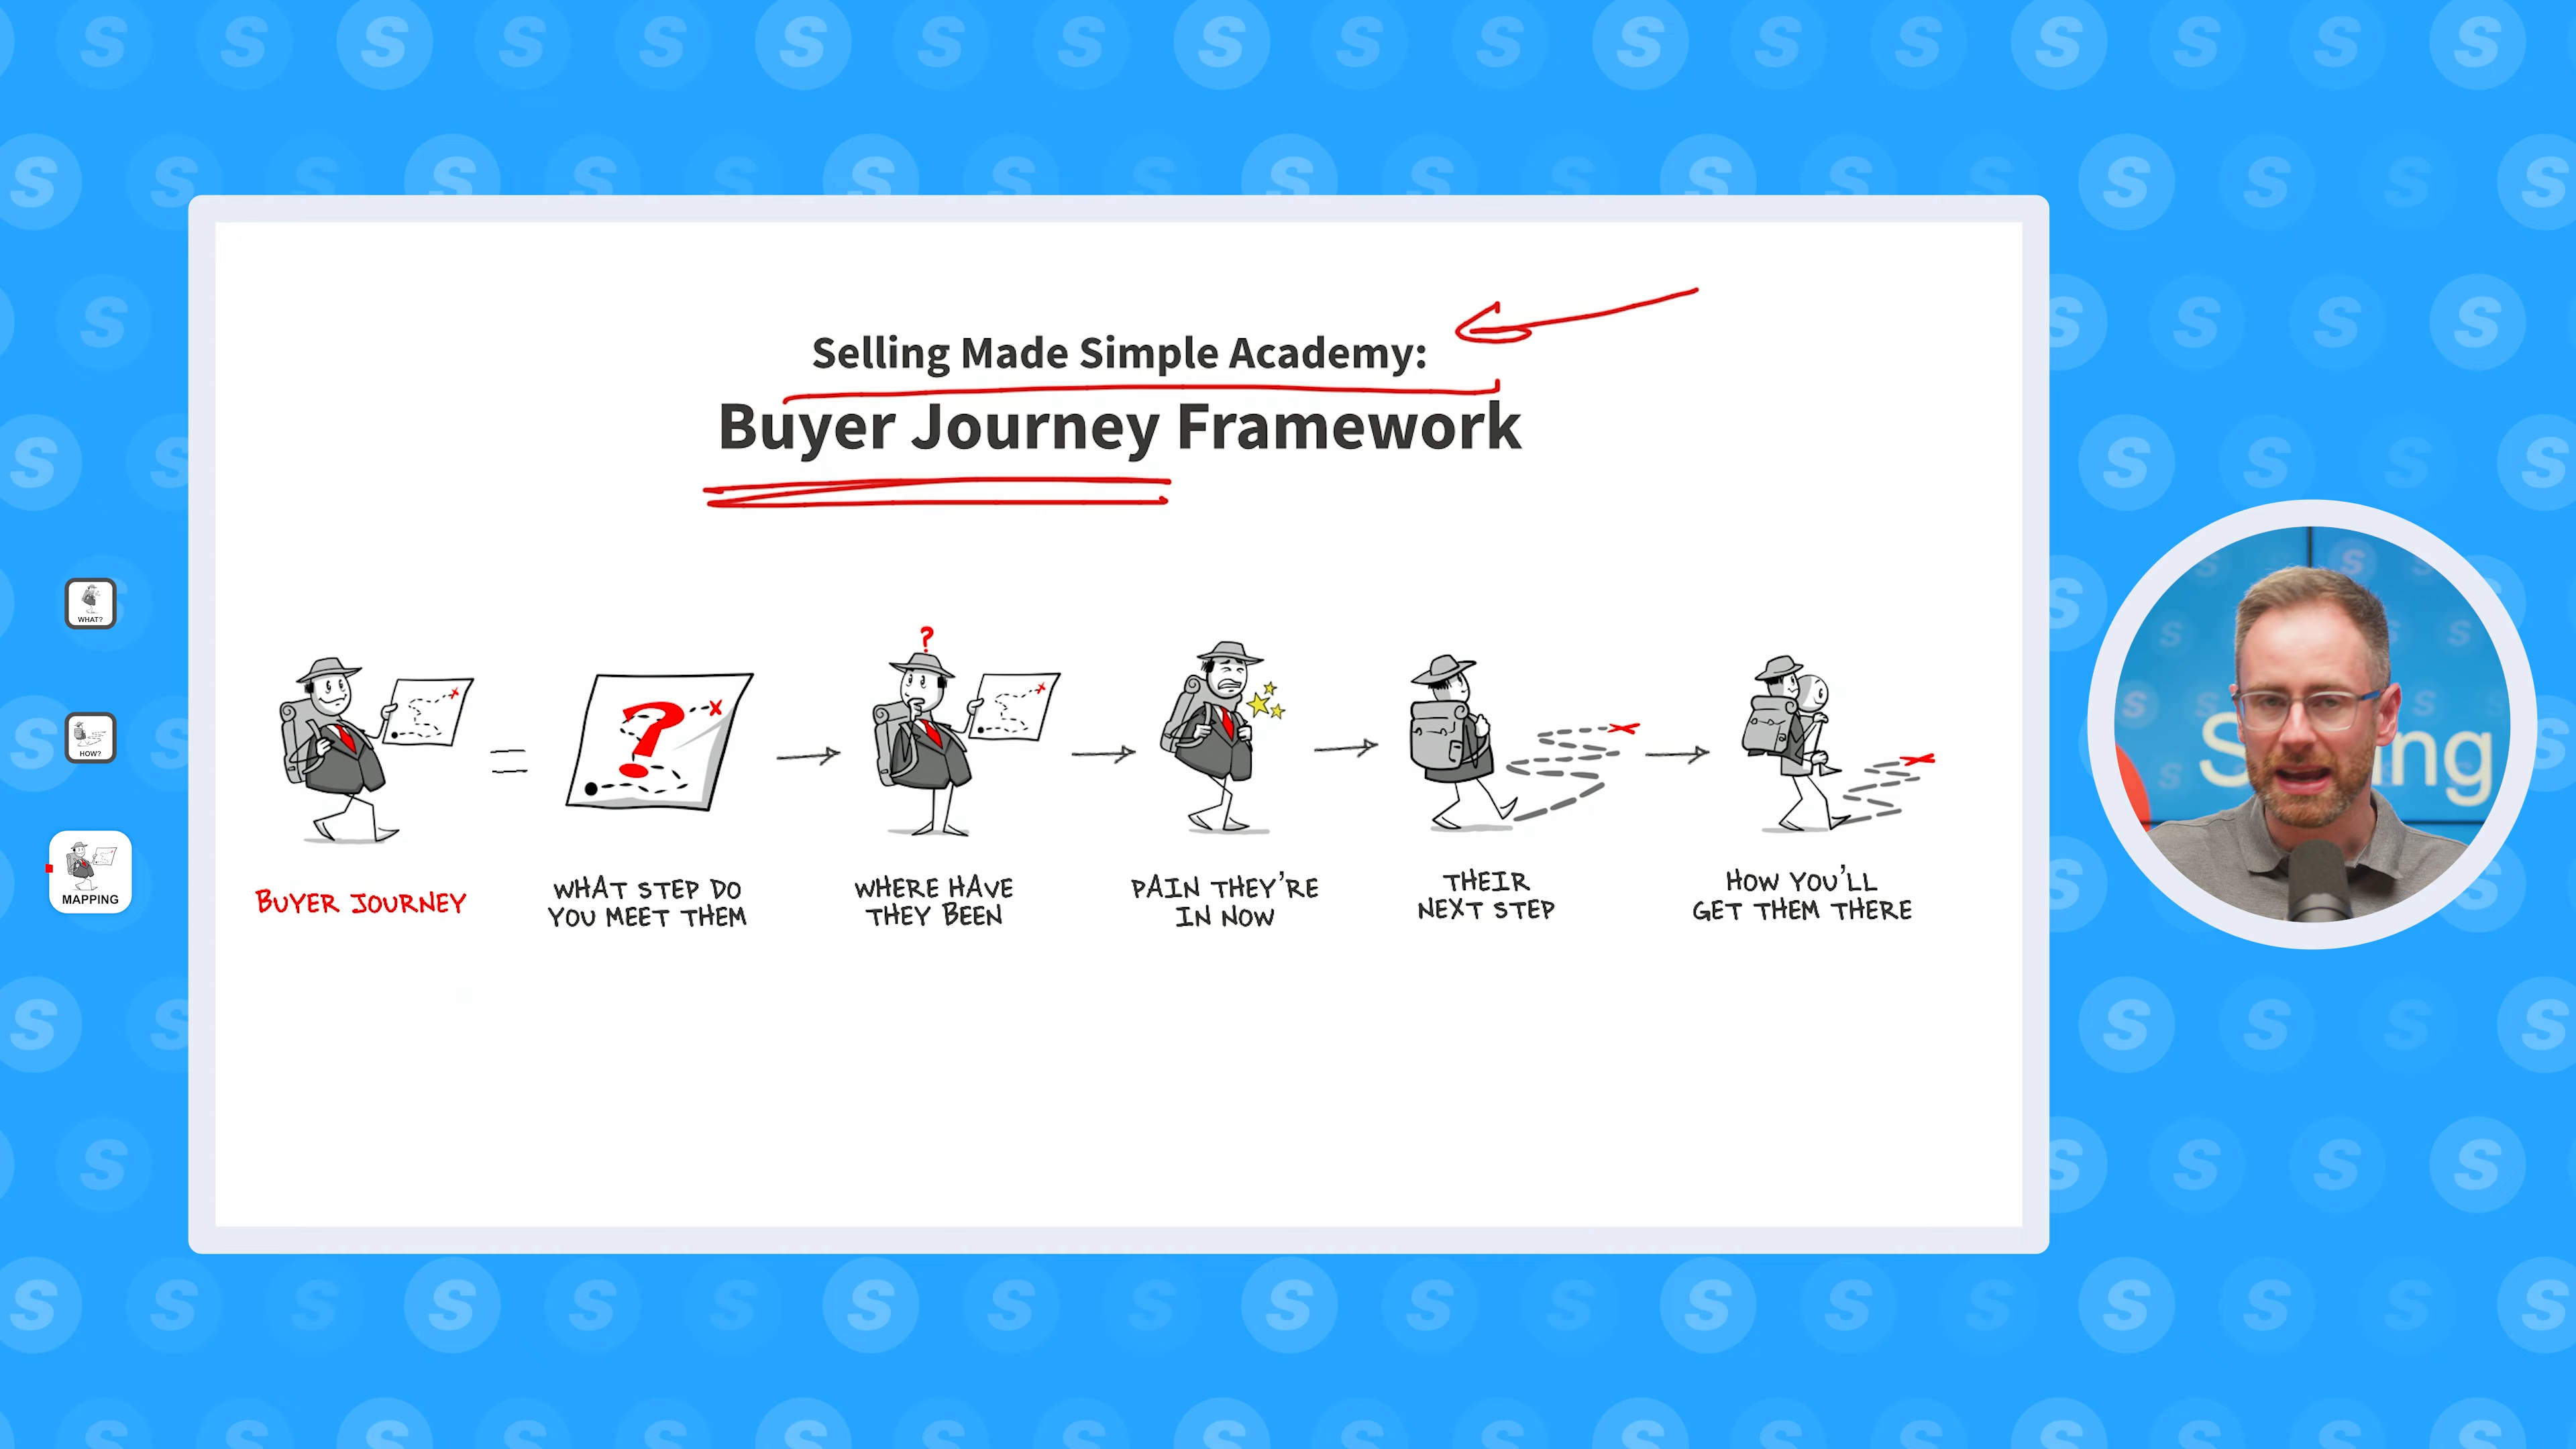 Selling Made Simple Academy:
Buyer Journey Framework
?
WHAT?
HOW?
MAPPING
?
BUYER JOURNEY
=
WHAT STEP DO
YOU MEET THEM
WHERE HAVE
THEY BEEN
PAIN THEY'RE
IN NOW
THEIR
NEXT STEP
HOW YOU'LL
GET THEM THERE